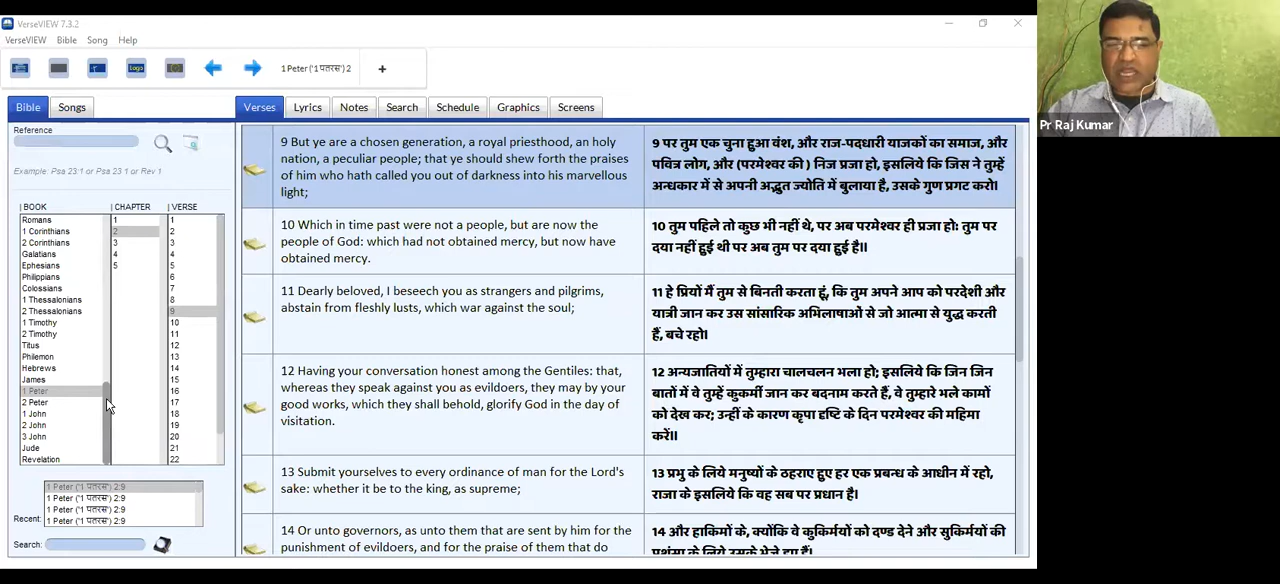 VerseVIEW 7.3.2
VerseVIEW Bible Song Help
1 Peter ('1 पतरस') 2
+
Pr Raj Kumar
Bible Songs
Verses Lyrics Notes Search Schedule Graphics Screens
Reference
Example: Psa 23:1 or Psa 23 1 or Rev 1
BOOK CHAPTER VERSE
Romans 1 1
1 Corinthians 2 2
2 Corinthians 3 3
Galatians 4 4
Ephesians 5 5
Philippians 6
Colossians 7
1 Thessalonians 8
2 Thessalonians 9
1 Timothy 10
2 Timothy 11
Titus 12
Philemon 13
Hebrews 14
James 15
1 Peter 16
2 Peter 17
1 John 18
2 John 19
3 John 20
Jude 21
Revelation 22
1 Peter ('1 पतरस') 2:9
1 Peter ('1 पतरस') 2:9
1 Peter ('1 पतरस') 2:9
Recent: 1 Peter ('1 पतरस') 2:9
Search:
9 But ye are a chosen generation, a royal priesthood, an holy
nation, a peculiar people; that ye should shew forth the praises
of him who hath called you out of darkness into his marvellous
light;
9 पर तुम एक चुना हुआ वंश, और राज-पदधारी याजकों का समाज, और
पवित्र लोग, और (परमेश्वर की ) निज प्रजा हो, इसलिये कि जिस ने तुम्हें
अन्धकार में से अपनी अद्भुत ज्योति में बुलाया है, उसके गुण प्रगट करो।
10 Which in time past were not a people, but are now the
people of God: which had not obtained mercy, but now have
obtained mercy.
10 तुम पहिले तो कुछ भी नहीं थे, पर अब परमेश्वर ही प्रजा हो: तुम पर
दया नहीं हुई थी पर अब तुम पर दया हुई है।।
11 Dearly beloved, I beseech you as strangers and pilgrims,
abstain from fleshly lusts, which war against the soul;
11 हे प्रियों मैं तुम से बिनती करता हूं, कि तुम अपने आप को परदेशी और
यात्री जान कर उस सांसारिक अभिलाषाओं से जो आत्मा से युद्ध करती
हैं, बचे रहो।
12 Having your conversation honest among the Gentiles: that,
whereas they speak against you as evildoers, they may by your
good works, which they shall behold, glorify God in the day of
visitation.
12 अन्यजातियों में तुम्हारा चालचलन भला हो; इसलिये कि जिन जिन
बातों में वे तुम्हें कुकर्मी जान कर बदनाम करते हैं, वे तुम्हारे भले कामों
को देख कर; उन्हीं के कारण कृपा दृष्टि के दिन परमेश्वर की महिमा
करें।।
13 Submit yourselves to every ordinance of man for the Lord's
sake: whether it be to the king, as supreme;
13 प्रभु के लिये मनुष्यों के ठहराए हुए हर एक प्रबन्ध के आधीन में रहो,
राजा के इसलिये कि वह सब पर प्रधान है।
14 Or unto governors, as unto them that are sent by him for the
punishment of evildoers, and for the praise of them that do
14 और हाकिमों के, क्योंकि वे कुकिर्मयों को दण्ड देने और सुकिर्मयों की
प्रशंसा के लिये उसके भेजे हुए हैं।